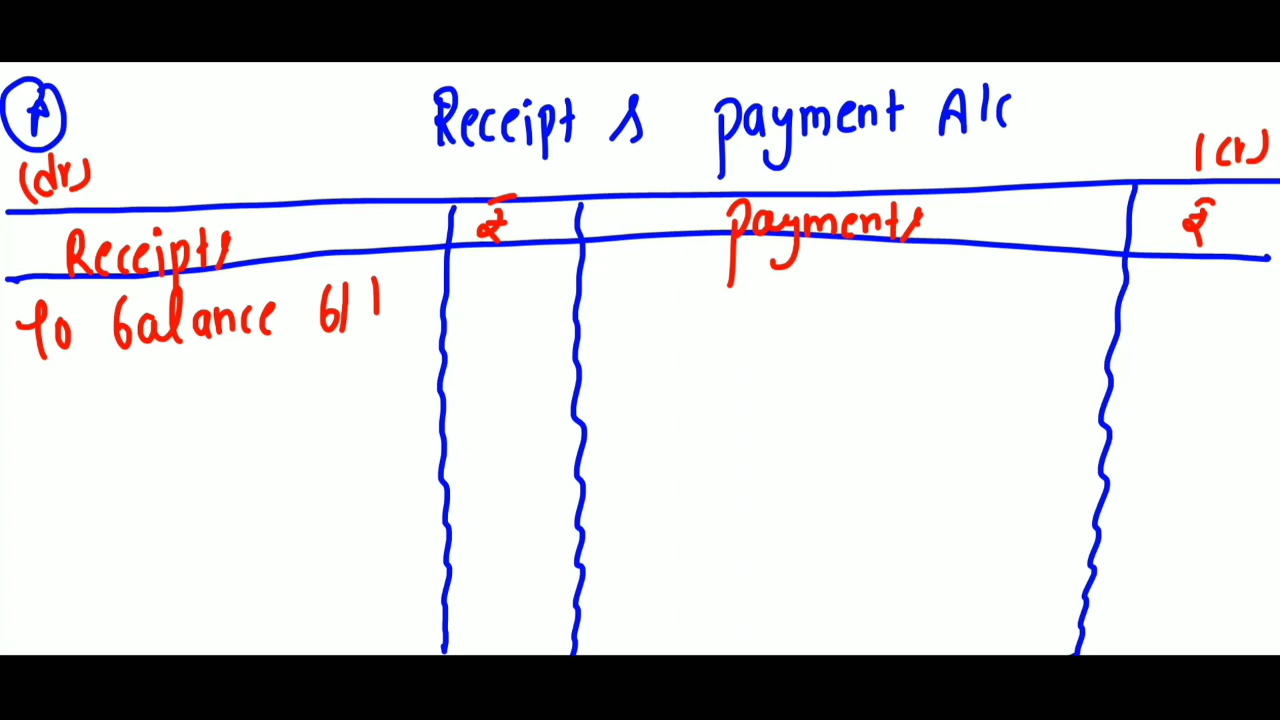 Receipt & payment A/c
(dr) (cr)
Receipts ₹ payments ₹
To balance b/